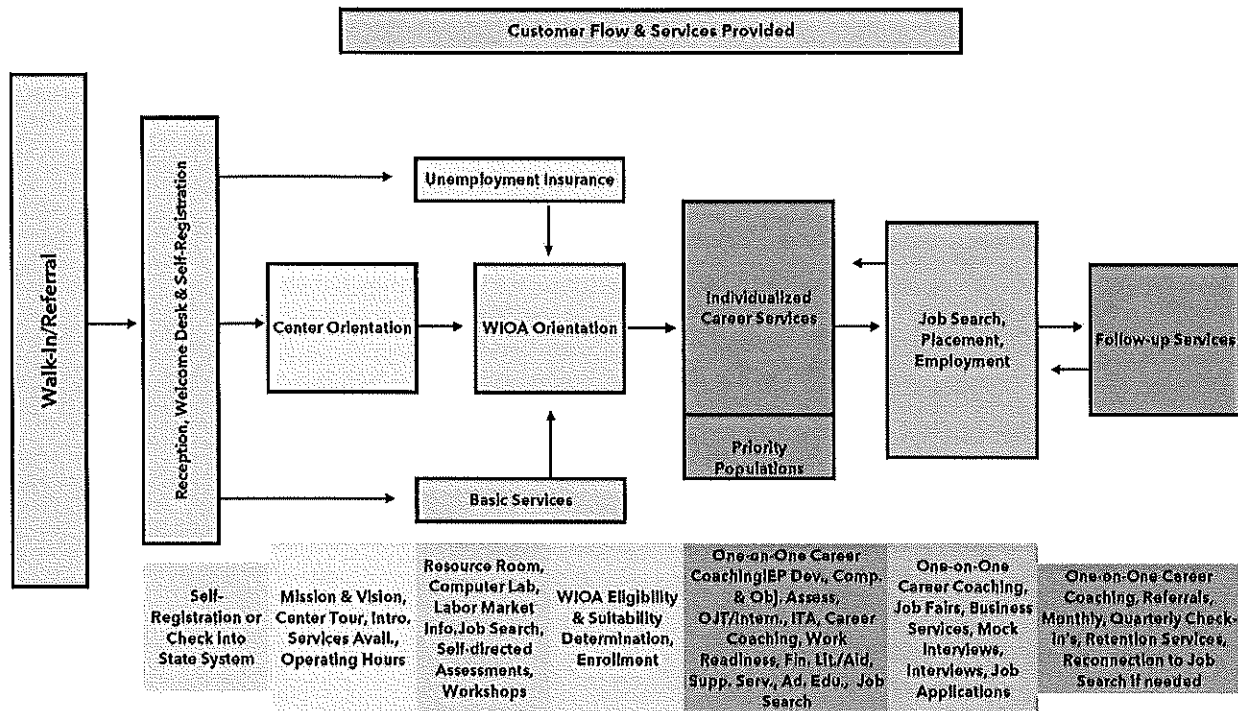 Customer Flow & Services Provided
Walk-In/Referral
Reception, Welcome Desk & Self-Registration
Unemployment Insurance
Center Orientation
WIOA Orientation
Basic Services
Individualized
Career Services
Priority
Populations
Job Search,
Placement,
Employment
Follow-up Services
Self-
Registration or
Check into
State System
Mission & Vision,
Center Tour, Intro.
Services Avail.,
Operating Hours
Resource Room,
Computer Lab,
Labor Market
Info,Job Search,
Self-directed
Assessments,
Workshops
WIOA Eligibility
& Suitability
Determination,
Enrollment
One-on-One Career
Coaching|EP Dev., Comp.
& Obj. Assess,
OJT/Intern., ITA, Career
Coaching, Work
Readiness, Fin. Lit./Aid,
Supp. Serv., Ad. Edu., Job
Search
One-on-One
Career Coaching,
Job Fairs, Business
Services, Mock
Interviews,
Interviews, Job
Applications
One-on-One Career
Coaching, Referrals,
Monthly, Quarterly Check-
In's, Retention Services,
Reconnection to Job
Search if needed